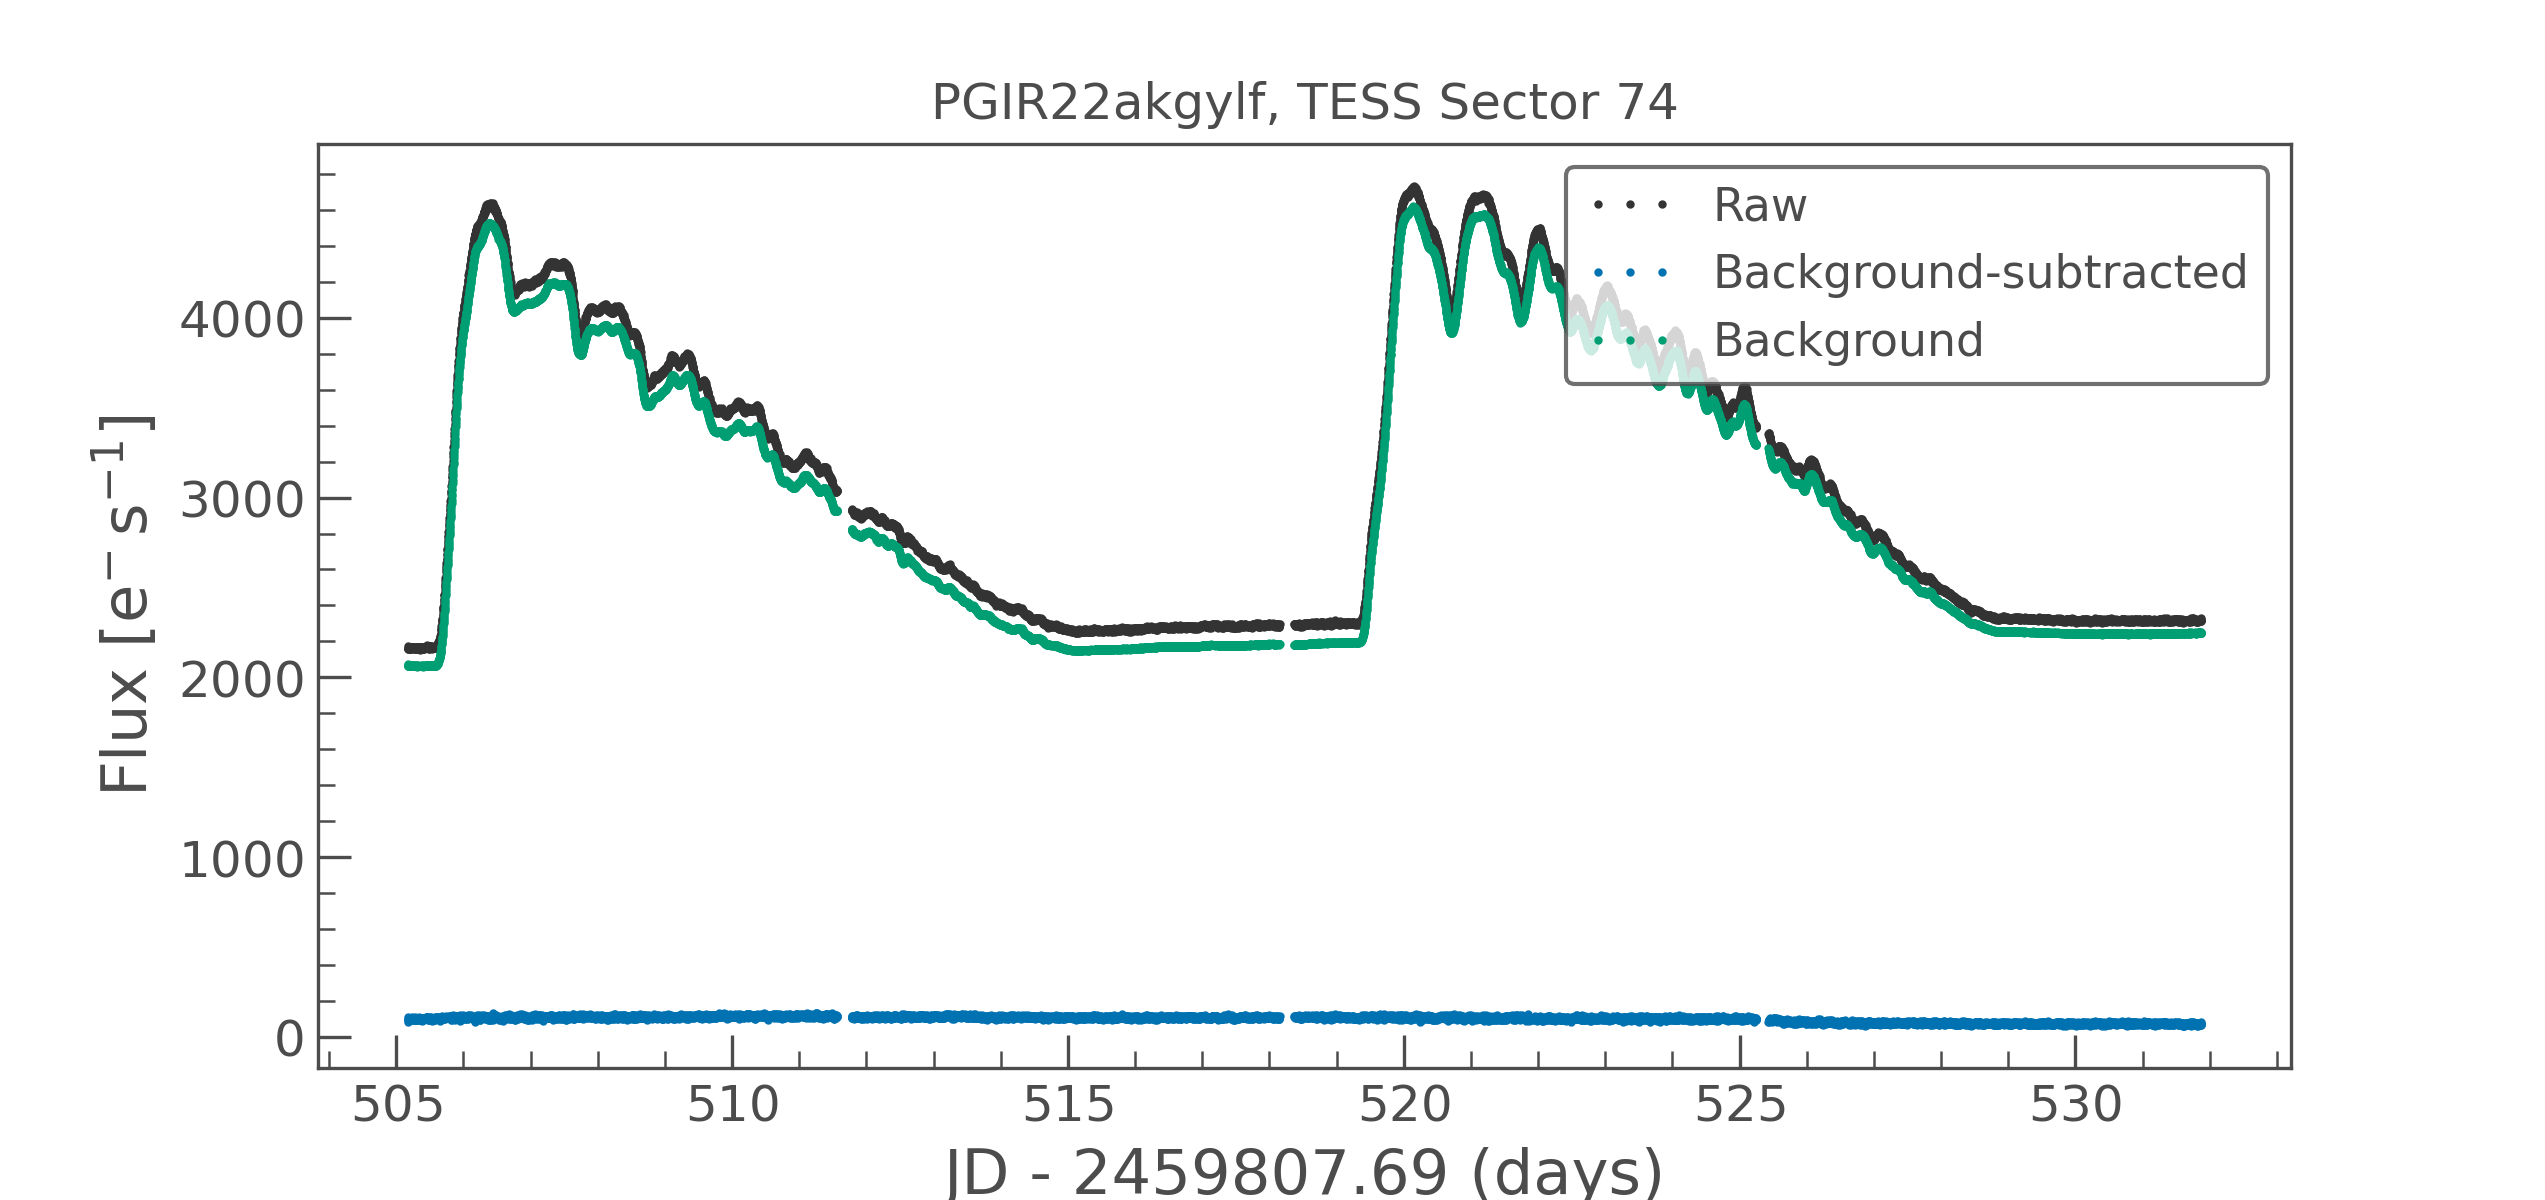 PGIR22akgylf, TESS Sector 74
Raw
Background-subtracted
Background
Flux [e⁻ s⁻¹]
4000
3000
2000
1000
0
505 510 515 520 525 530
JD - 2459807.69 (days)